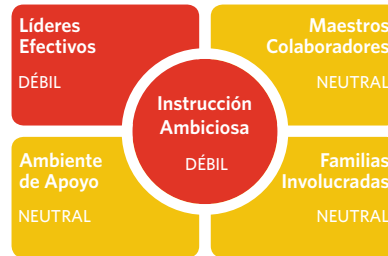 Líderes
Efectivos
DÉBIL
Maestros
Colaboradores
NEUTRAL
Instrucción
Ambiciosa
DÉBIL
Ambiente
de Apoyo
NEUTRAL
Familias
Involucradas
NEUTRAL